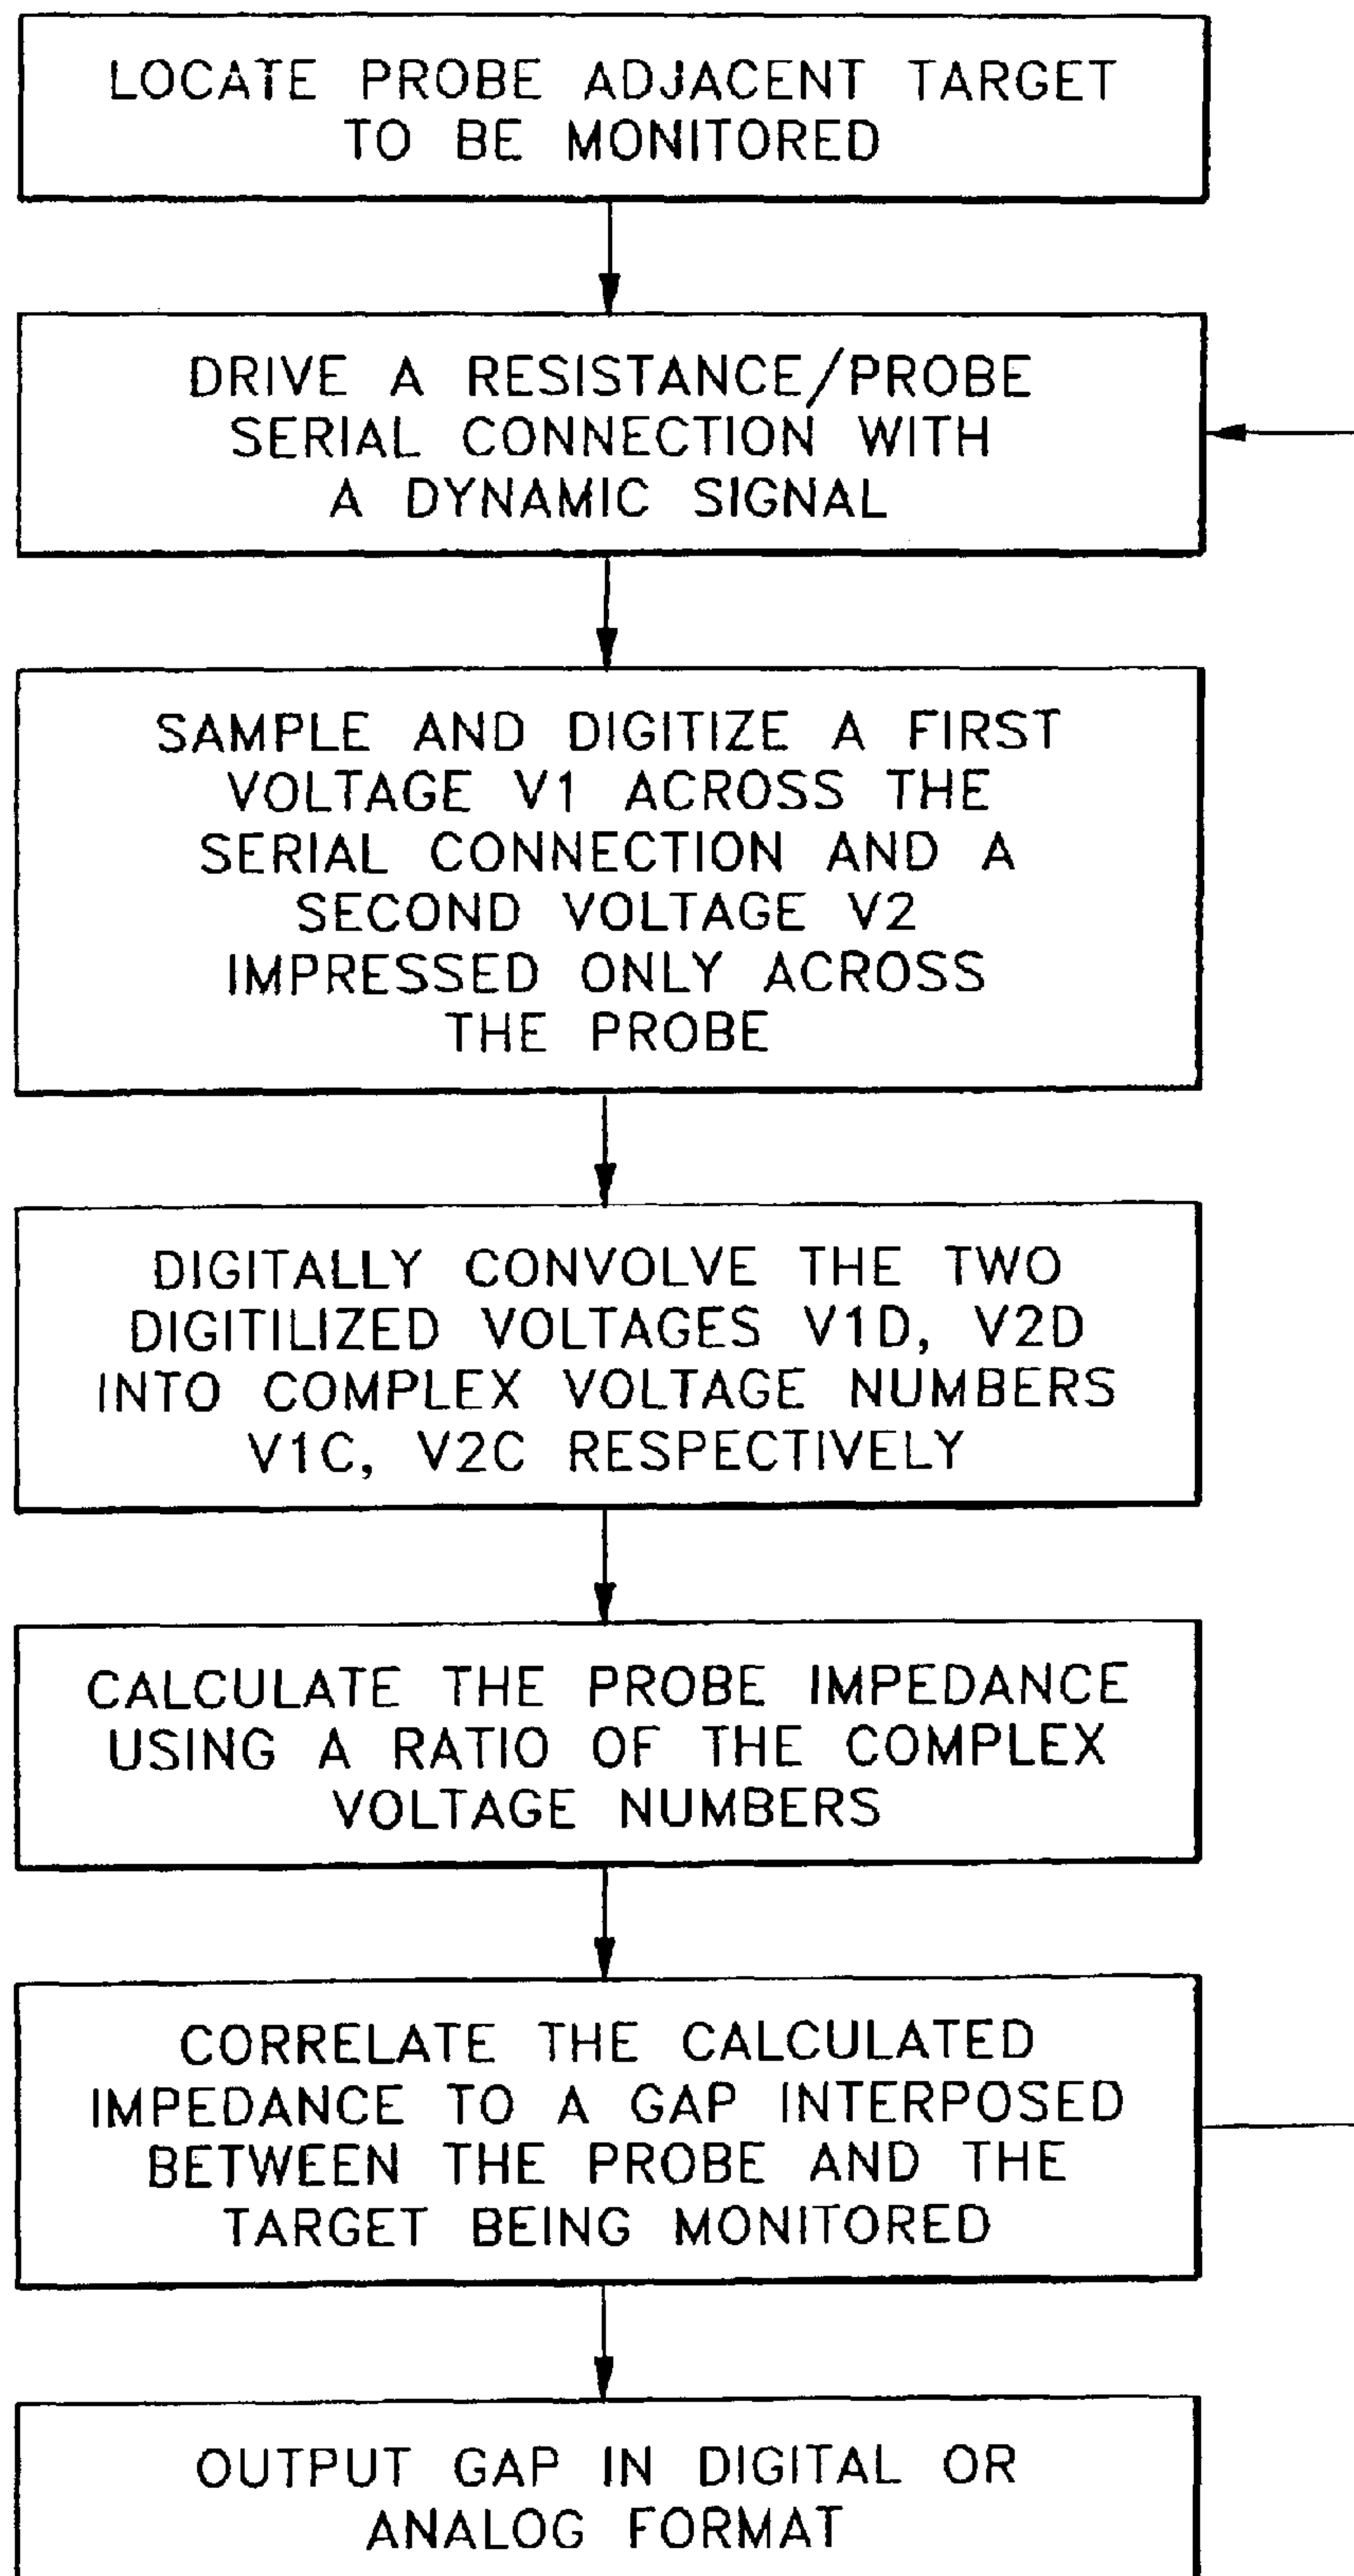 LOCATE PROBE ADJACENT TARGET
TO BE MONITORED
DRIVE A RESISTANCE/PROBE
SERIAL CONNECTION WITH
A DYNAMIC SIGNAL
SAMPLE AND DIGITIZE A FIRST
VOLTAGE V1 ACROSS THE
SERIAL CONNECTION AND A
SECOND VOLTAGE V2
IMPRESSED ONLY ACROSS
THE PROBE
DIGITALLY CONVOLVE THE TWO
DIGITILIZED VOLTAGES V1D, V2D
INTO COMPLEX VOLTAGE NUMBERS
V1C, V2C RESPECTIVELY
CALCULATE THE PROBE IMPEDANCE
USING A RATIO OF THE COMPLEX
VOLTAGE NUMBERS
CORRELATE THE CALCULATED
IMPEDANCE TO A GAP INTERPOSED
BETWEEN THE PROBE AND THE
TARGET BEING MONITORED
OUTPUT GAP IN DIGITAL OR
ANALOG FORMAT